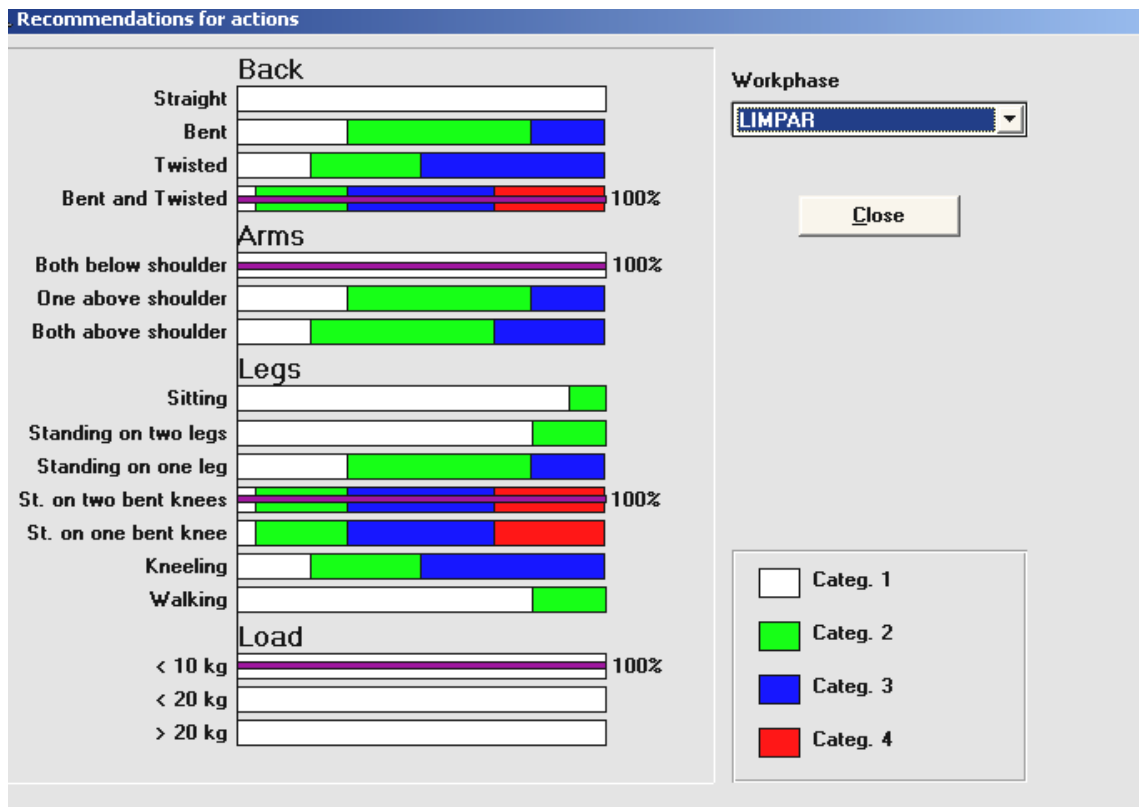 Recommendations for actions
Back
Straight
Bent
Twisted
Bent and Twisted 100%
Arms
Both below shoulder 100%
One above shoulder
Both above shoulder
Legs
Sitting
Standing on two legs
Standing on one leg
St. on two bent knees 100%
St. on one bent knee
Kneeling
Walking
Load
< 10 kg 100%
< 20 kg
> 20 kg
Workphase
LIMPAR
Close
Categ. 1
Categ. 2
Categ. 3
Categ. 4